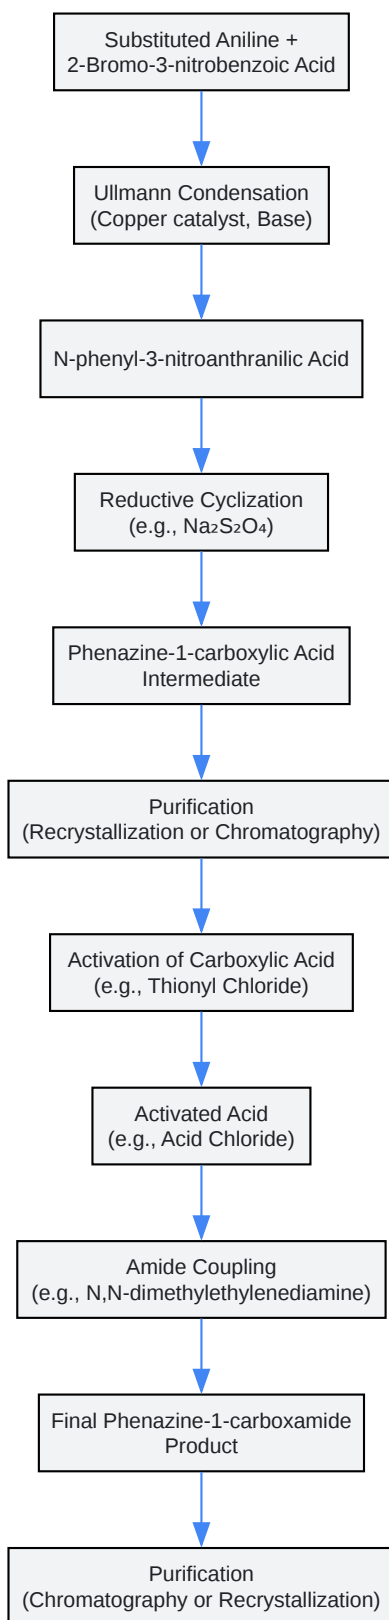 Substituted Aniline +
2-Bromo-3-nitrobenzoic Acid
Ullmann Condensation
(Copper catalyst, Base)
N-phenyl-3-nitroanthranilic Acid
Reductive Cyclization
(e.g., Na₂S₂O₄)
Phenazine-1-carboxylic Acid
Intermediate
Purification
(Recrystallization or Chromatography)
Activation of Carboxylic Acid
(e.g., Thionyl Chloride)
Activated Acid
(e.g., Acid Chloride)
Amide Coupling
(e.g., N,N-dimethylethylenediamine)
Final Phenazine-1-carboxamide
Product
Purification
(Chromatography or Recrystallization)